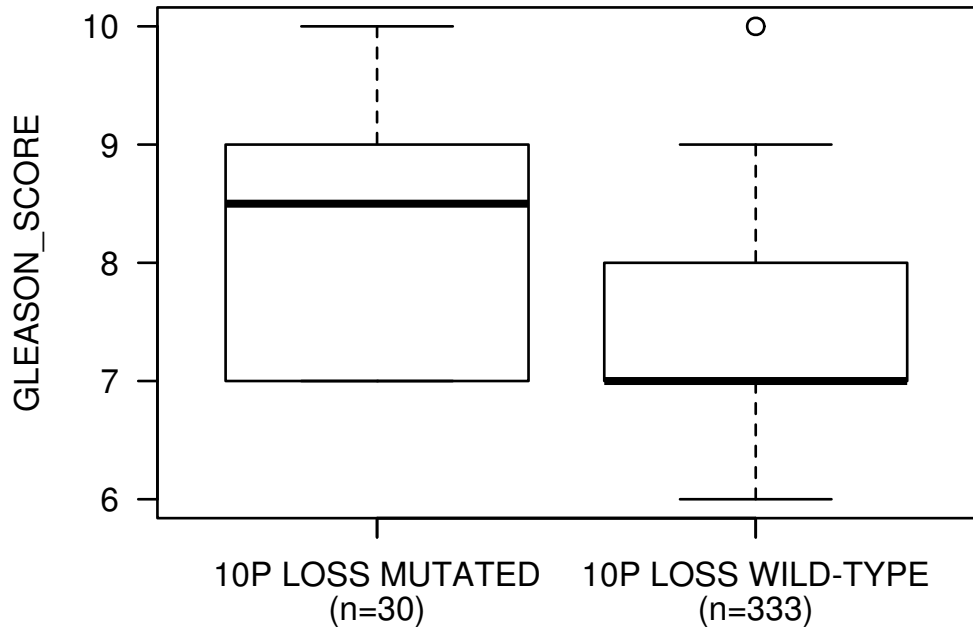 GLEASON_SCORE
10
9
8
7
6
10P LOSS MUTATED
(n=30)
10P LOSS WILD-TYPE
(n=333)